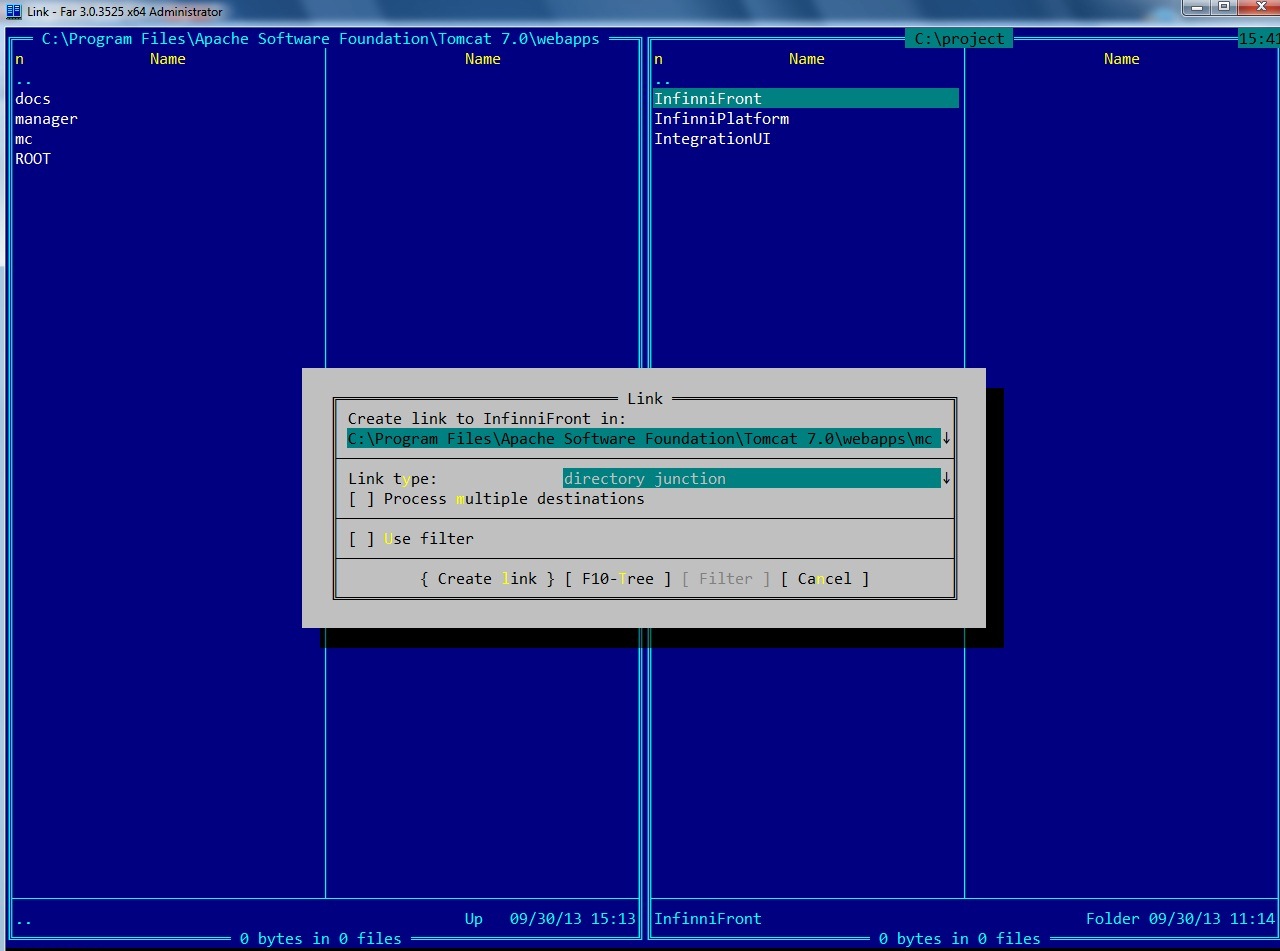 Link - Far 3.0.3525 x64 Administrator
C:\Program Files\Apache Software Foundation\Tomcat 7.0\webapps
n Name Name
..
docs
manager
mc
ROOT
C:\project 15:41
n Name Name
..
InfinniFront
InfinniPlatform
IntegrationUI
Link
Create link to InfinniFront in:
C:\Program Files\Apache Software Foundation\Tomcat 7.0\webapps\mc ↓
Link type: directory junction ↓
[ ] Process multiple destinations
[ ] Use filter
{ Create link } [ F10-Tree ] [ Filter ] [ Cancel ]
.. Up 09/30/13 15:13
0 bytes in 0 files
InfinniFront Folder 09/30/13 11:14
0 bytes in 0 files